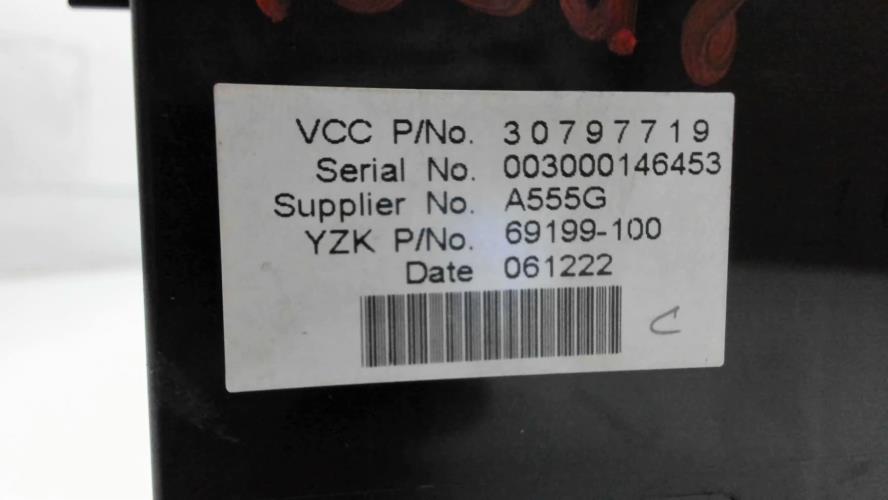 VCC P/No. 30797719
Serial No. 003000146453
Supplier No. A555G
YZK P/No. 69199-100
Date 061222
C